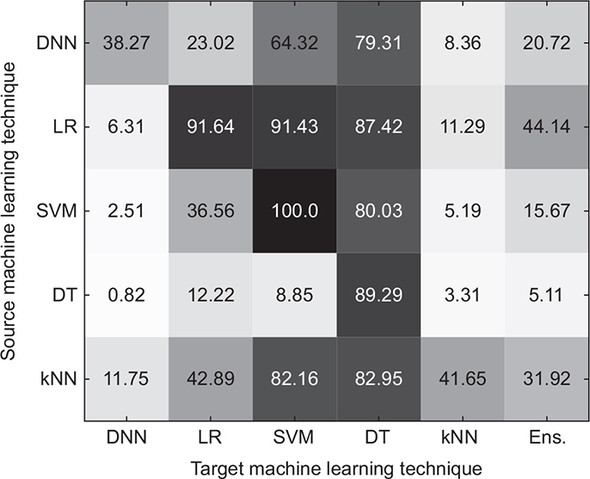 Source machine learning technique
DNN 38.27 23.02 64.32 79.31 8.36 20.72
LR 6.31 91.64 91.43 87.42 11.29 44.14
SVM 2.51 36.56 100.0 80.03 5.19 15.67
DT 0.82 12.22 8.85 89.29 3.31 5.11
kNN 11.75 42.89 82.16 82.95 41.65 31.92
DNN LR SVM DT kNN Ens.
Target machine learning technique